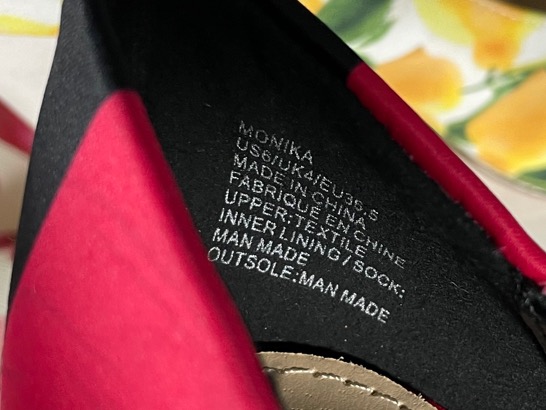 MONIKA
US6/UK4/EU36.5
MADE IN CHINA
FABRIQUE EN CHINE
UPPER:TEXTILE
INNER LINING/SOCK:
MAN MADE
OUTSOLE:MAN MADE